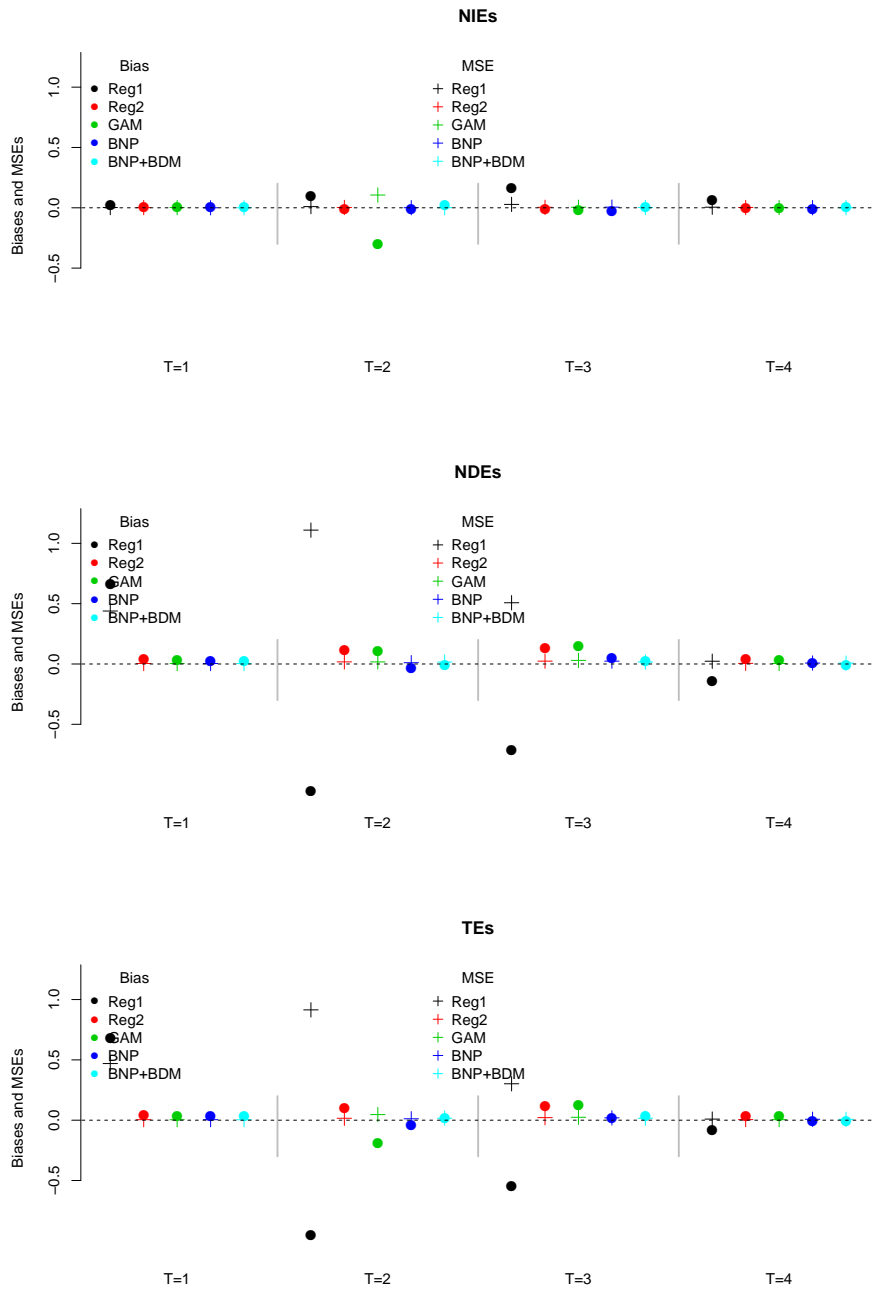 NIEs
Bias MSE
Reg1 Reg1
Reg2 Reg2
GAM GAM
BNP BNP
BNP+BDM BNP+BDM
Biases and MSEs
1.0
0.5
0.0
−0.5
T=1 T=2 T=3 T=4
NDEs
Bias MSE
Reg1 Reg1
Reg2 Reg2
GAM GAM
BNP BNP
BNP+BDM BNP+BDM
Biases and MSEs
1.0
0.5
0.0
−0.5
T=1 T=2 T=3 T=4
TEs
Bias MSE
Reg1 Reg1
Reg2 Reg2
GAM GAM
BNP BNP
BNP+BDM BNP+BDM
Biases and MSEs
1.0
0.5
0.0
−0.5
T=1 T=2 T=3 T=4